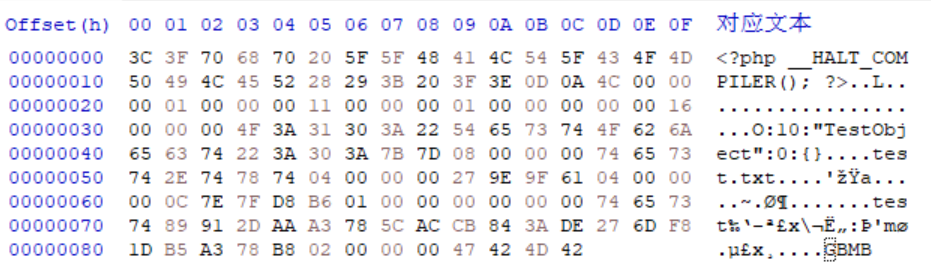 Offset(h) 00 01 02 03 04 05 06 07 08 09 0A 0B 0C 0D 0E 0F 对应文本
00000000 3C 3F 70 68 70 20 5F 5F 48 41 4C 54 5F 43 4F 4D <?php __HALT_COM
00000010 50 49 4C 45 52 28 29 3B 20 3F 3E 0D 0A 4C 00 00 PILER(); ?>..L..
00000020 00 01 00 00 00 11 00 00 00 01 00 00 00 00 00 16 ................
00000030 00 00 00 4F 3A 31 30 3A 22 54 65 73 74 4F 62 6A ...O:10:"TestObj
00000040 65 63 74 22 3A 30 3A 7B 7D 08 00 00 00 74 65 73 ect":0:{}....tes
00000050 74 2E 74 78 74 04 00 00 00 27 9E 9F 61 04 00 00 t.txt....'žŸa...
00000060 00 0C 7E 7F D8 B6 01 00 00 00 00 00 00 74 65 73 ..~.Ø¶.......tes
00000070 74 89 91 2D AA A3 78 5C AC CB 84 3A DE 27 6D F8 t‰‘-ª£x\¬Ë„:Þ'mø
00000080 1D B5 A3 78 B8 02 00 00 00 47 42 4D 42 .µ£x¸....GBMB